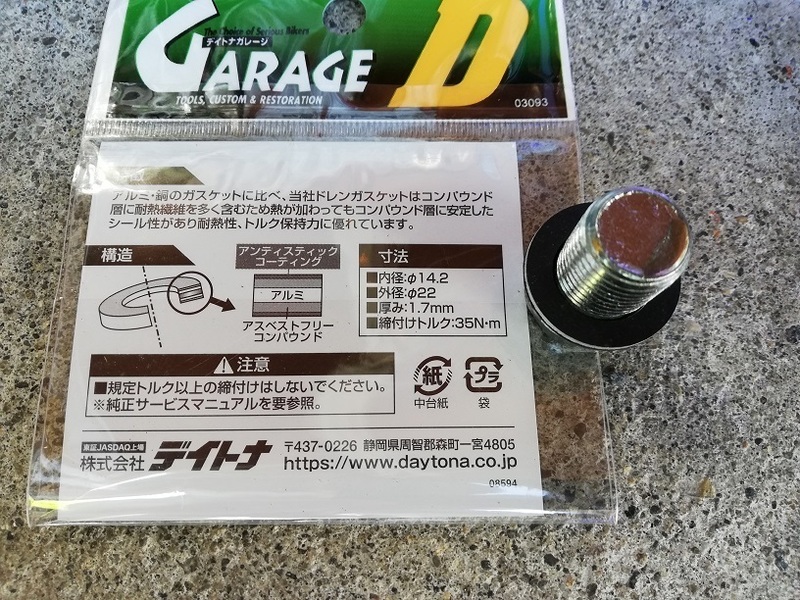 The Choice of Serious Bikers
デイトナガレージ
GARAGE D
TOOLS, CUSTOM & RESTORATION
03093
アルミ・銅のガスケットに比べ、当社ドレンガスケットはコンパウンド
層に耐熱繊維を多く含むため熱が加わってもコンパウンド層に安定した
シール性があり耐熱性、トルク保持力に優れています。
構造
アンティスティック
コーティング
アルミ
アスベストフリー
コンパウンド
寸法
■内径:φ14.2
■外径:φ22
■厚み:1.7mm
■締付けトルク:35N・m
注意
■規定トルク以上の締付けはしないでください。
※純正サービスマニュアルを要参照。
紙
中台紙
プラ
袋
東証JASDAQ上場
株式会社デイトナ
〒437-0226 静岡県周智郡森町一宮4805
https://www.daytona.co.jp
08594